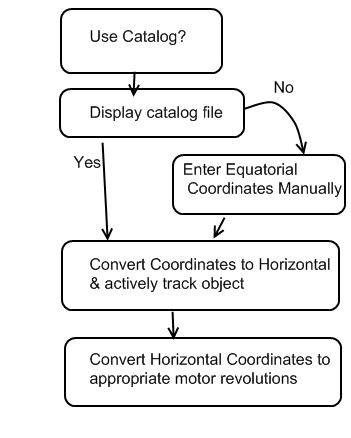 Use Catalog?
No
Display catalog file
Yes
Enter Equatorial
Coordinates Manually
Convert Coordinates to Horizontal
& actively track object
Convert Horizontal Coordinates to
appropriate motor revolutions